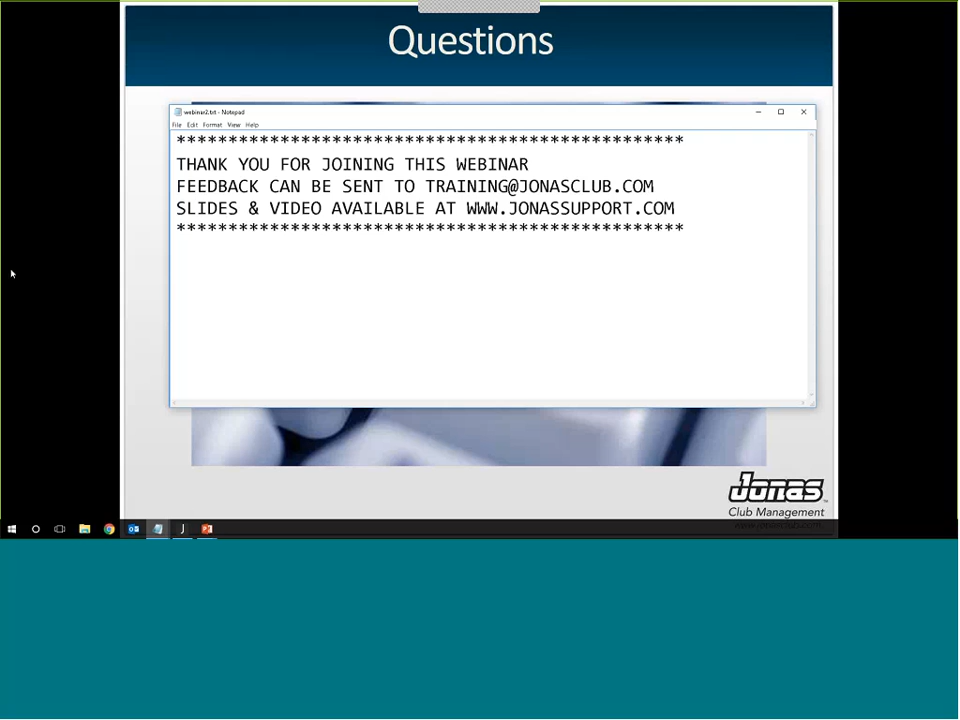 Questions
webinar2.txt - Notepad
File Edit Format View Help
*************************************************
THANK YOU FOR JOINING THIS WEBINAR
FEEDBACK CAN BE SENT TO TRAINING@JONASCLUB.COM
SLIDES & VIDEO AVAILABLE AT WWW.JONASSUPPORT.COM
*************************************************
Jonas
Club Management